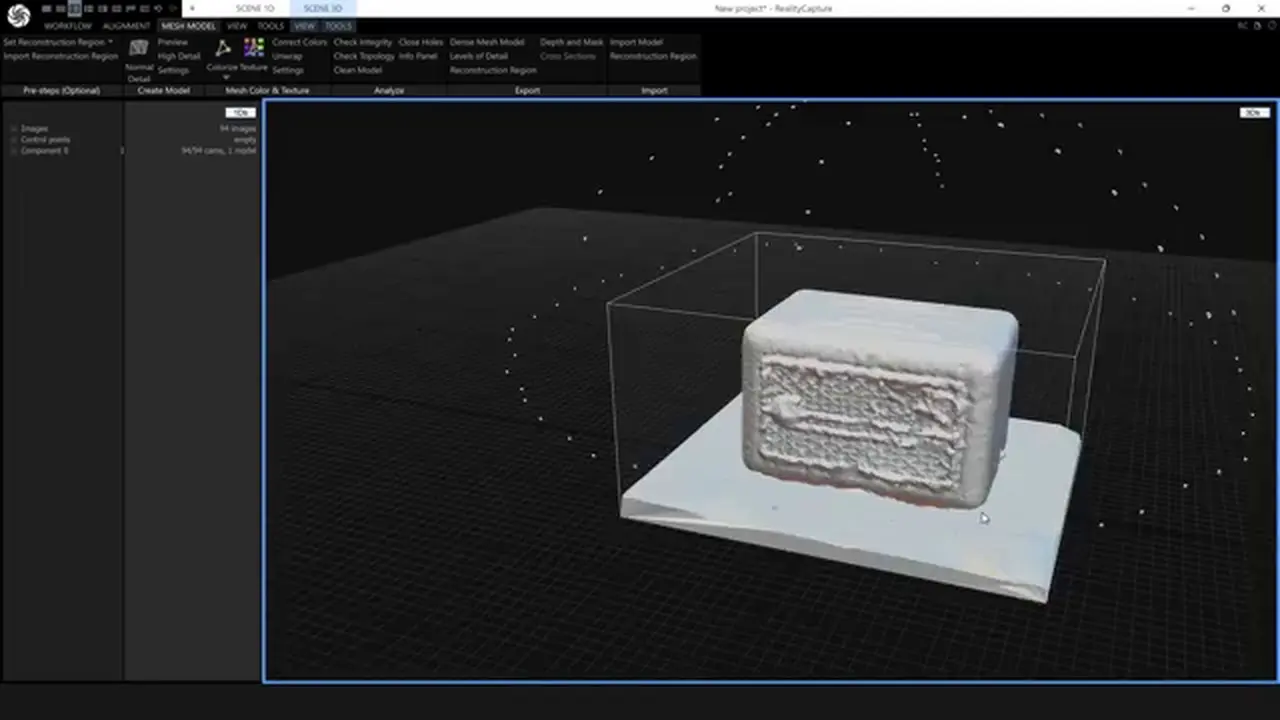 SCENE 1D
SCENE 3D
New project* - RealityCapture
WORKFLOW
ALIGNMENT
MESH MODEL
VIEW
TOOLS
VIEW
TOOLS
Set Reconstruction Region
Import Reconstruction Region
Pre-steps (Optional)
Normal
Detail
Preview
High Detail
Settings
Create Model
Colorize
Texture
Correct Colors
Unwrap
Settings
Mesh Color & Texture
Check Integrity
Check Topology
Clean Model
Close Holes
Info Panel
Analyze
Dense Mesh Model
Levels of Detail
Reconstruction Region
Depth and Mask
Cross Sections
Export
Import Model
Reconstruction Region
Import
1Ds
3Ds
Images
94 images
Control points
empty
Component 0
94/94 cams, 1 model